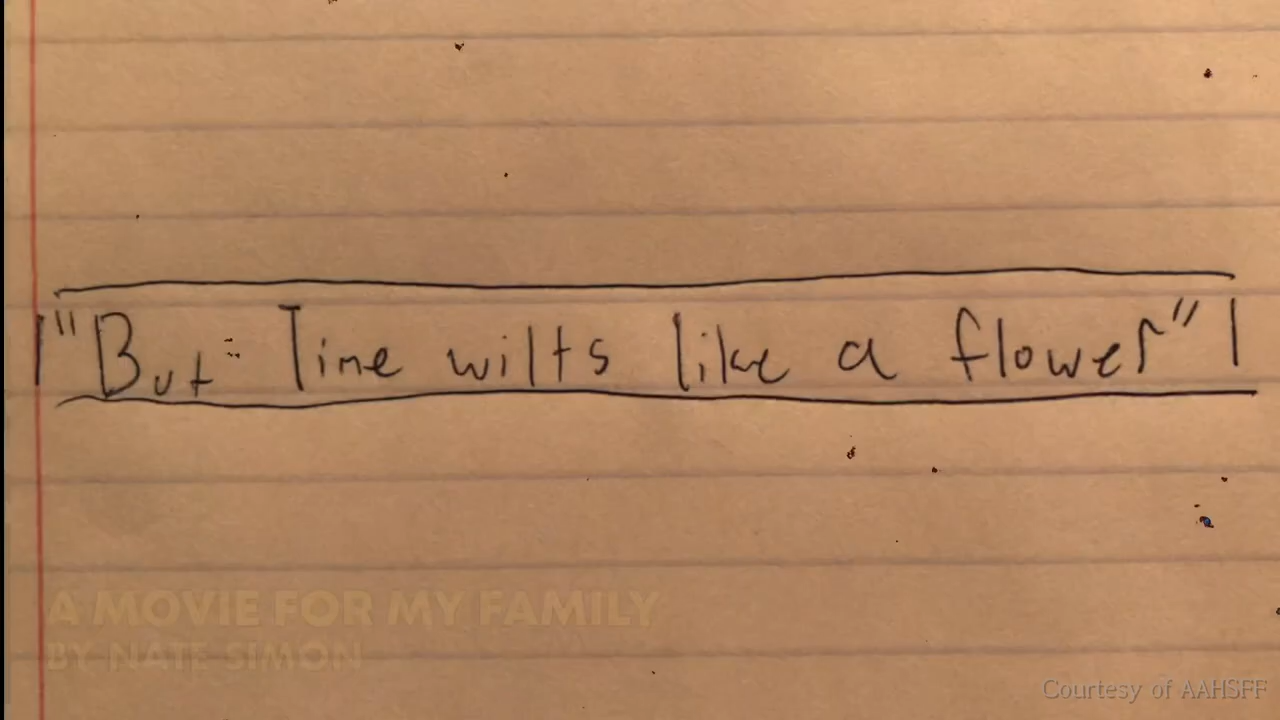 "But Time wilts like a flower"
A MOVIE FOR MY FAMILY
BY NATE SIMON
Courtesy of AAHSFF